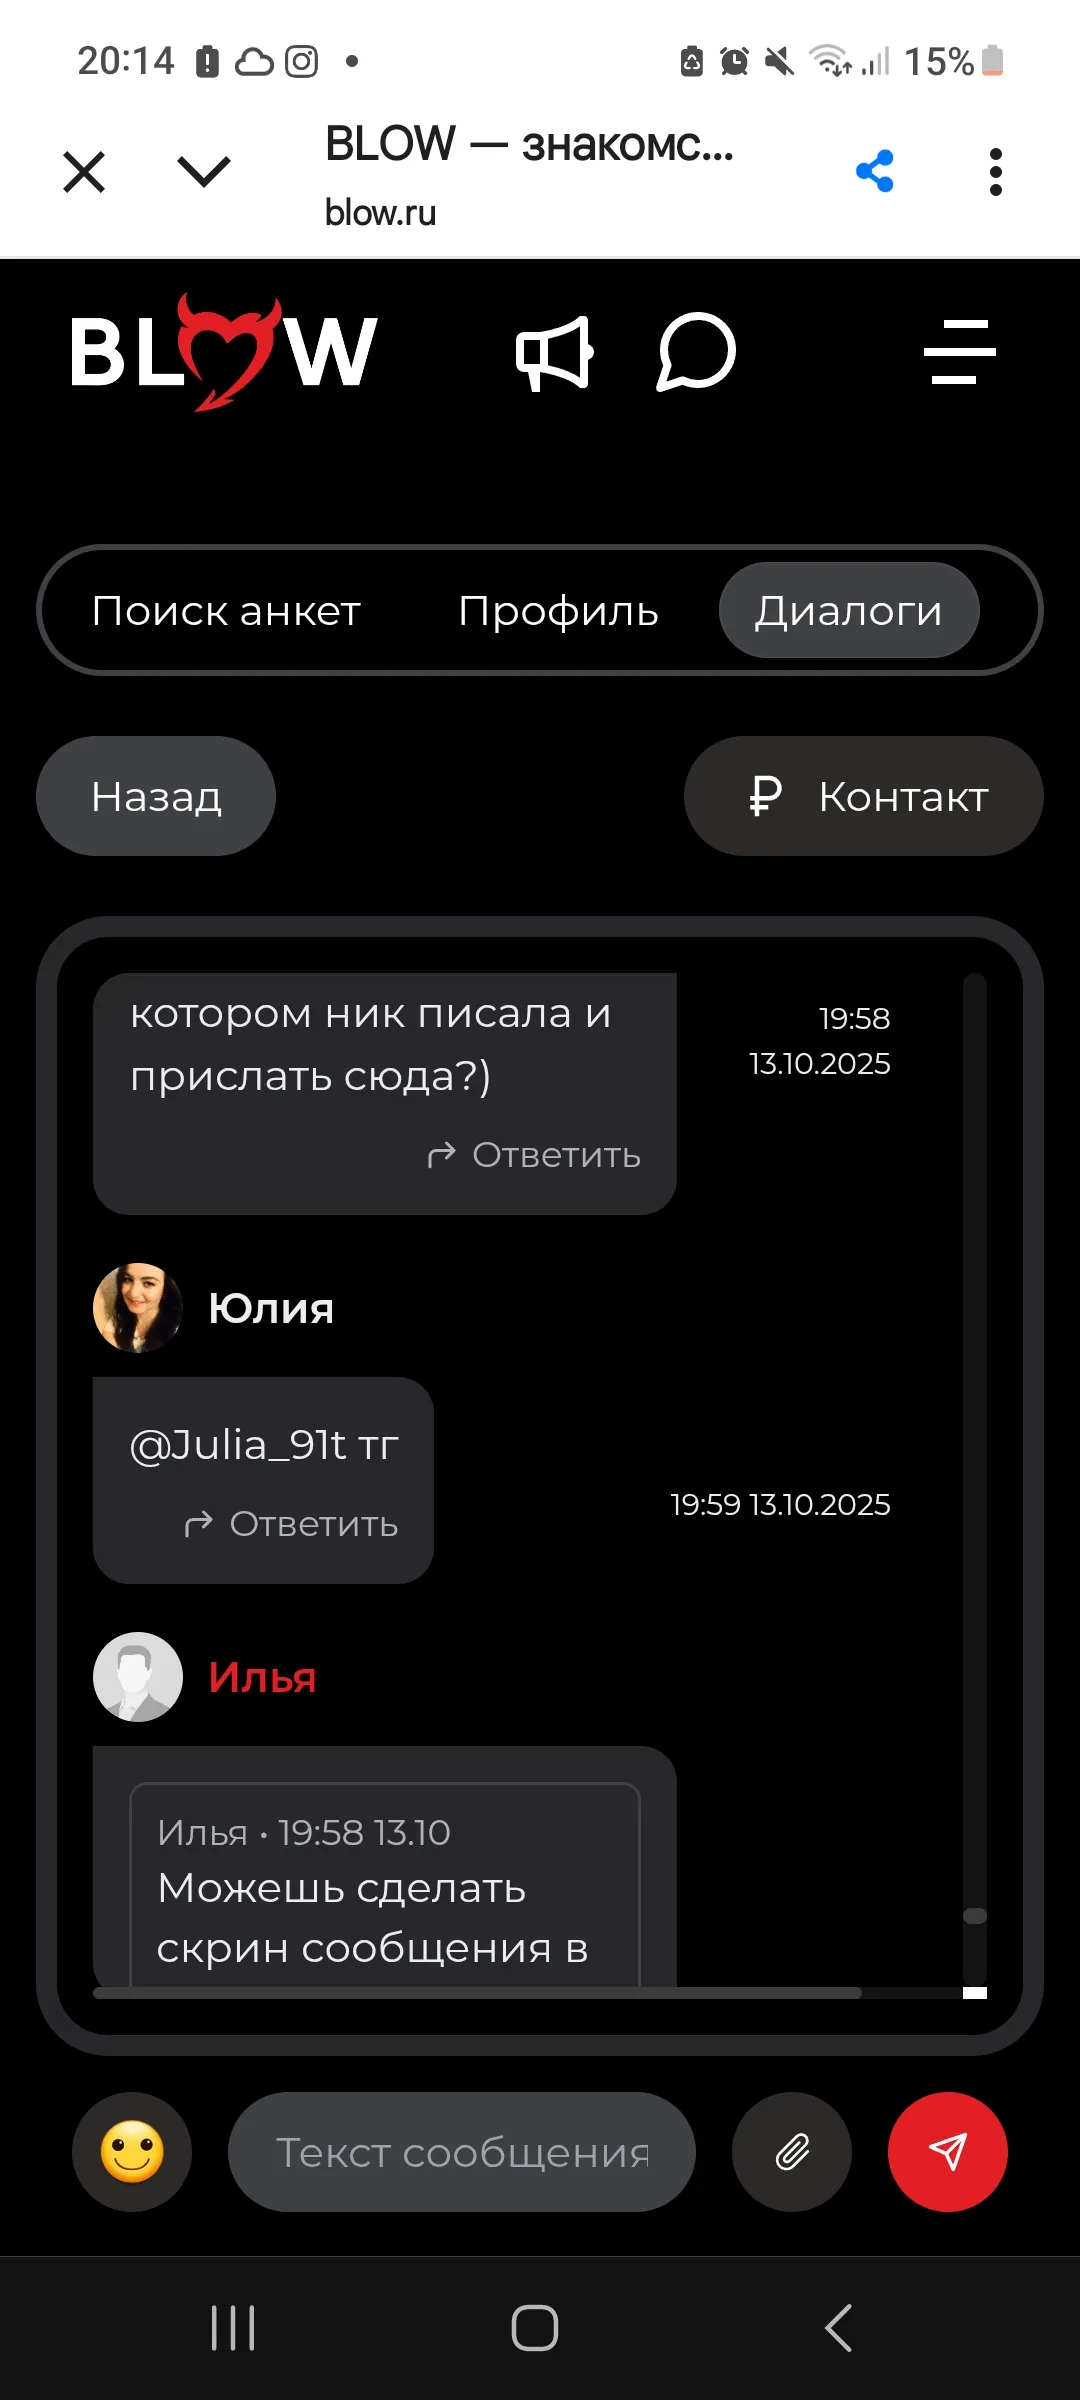 20:14
15%
BLOW — знакомс...
blow.ru
BLOW
Поиск анкет
Профиль
Диалоги
Назад
₽ Контакт
котором ник писала и
прислать сюда?)
19:58
13.10.2025
Ответить
Юлия
@Julia_91t тг
Ответить
19:59 13.10.2025
Илья
Илья • 19:58 13.10
Можешь сделать
скрин сообщения в
Текст сообщения